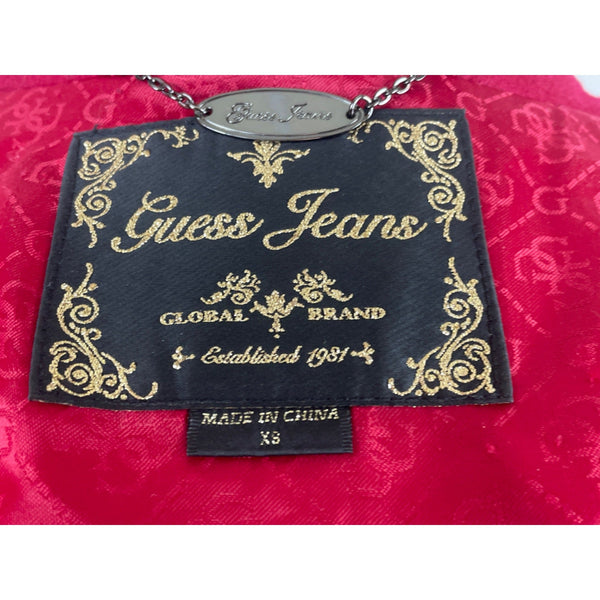 Guess Jeans
Guess Jeans
GLOBAL BRAND
Established 1981
MADE IN CHINA
XS